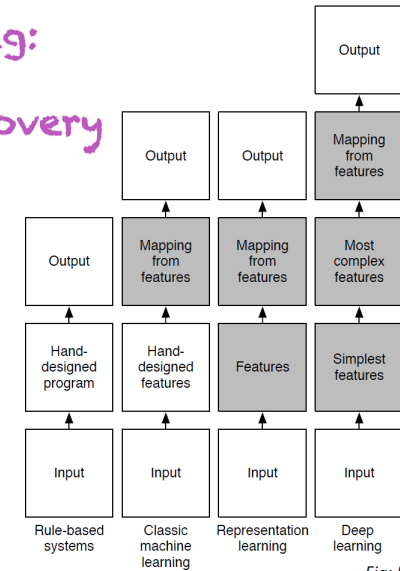 g:
overy
Output
Output
Output
Mapping
from
features
Output
Mapping
from
features
Mapping
from
features
Most
complex
features
Hand-
designed
program
Hand-
designed
features
Features
Simplest
features
Input
Input
Input
Input
Rule-based
systems
Classic
machine
learning
Representation
learning
Deep
learning
Fig: